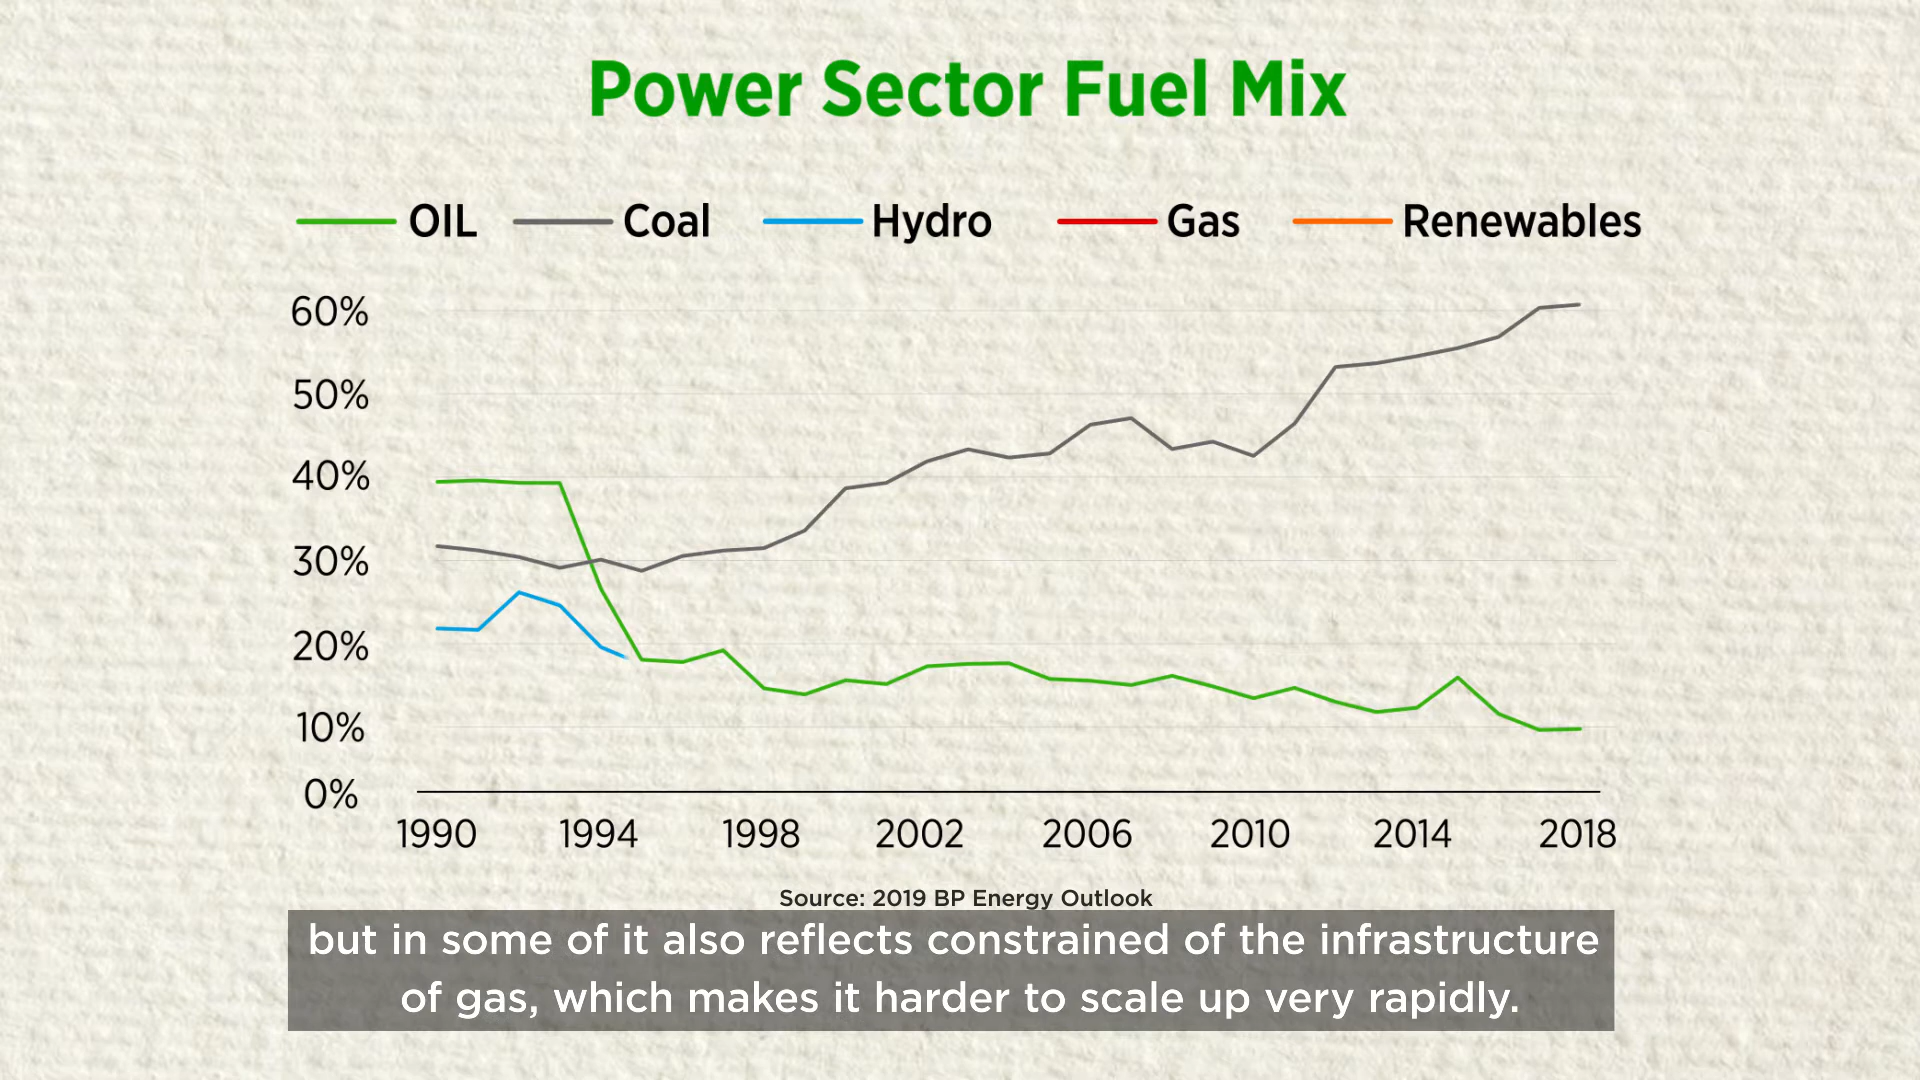 Power Sector Fuel Mix
OIL Coal Hydro Gas Renewables
60%
50%
40%
30%
20%
10%
0%
1990 1994 1998 2002 2006 2010 2014 2018
Source: 2019 BP Energy Outlook
but in some of it also reflects constrained of the infrastructure
of gas, which makes it harder to scale up very rapidly.